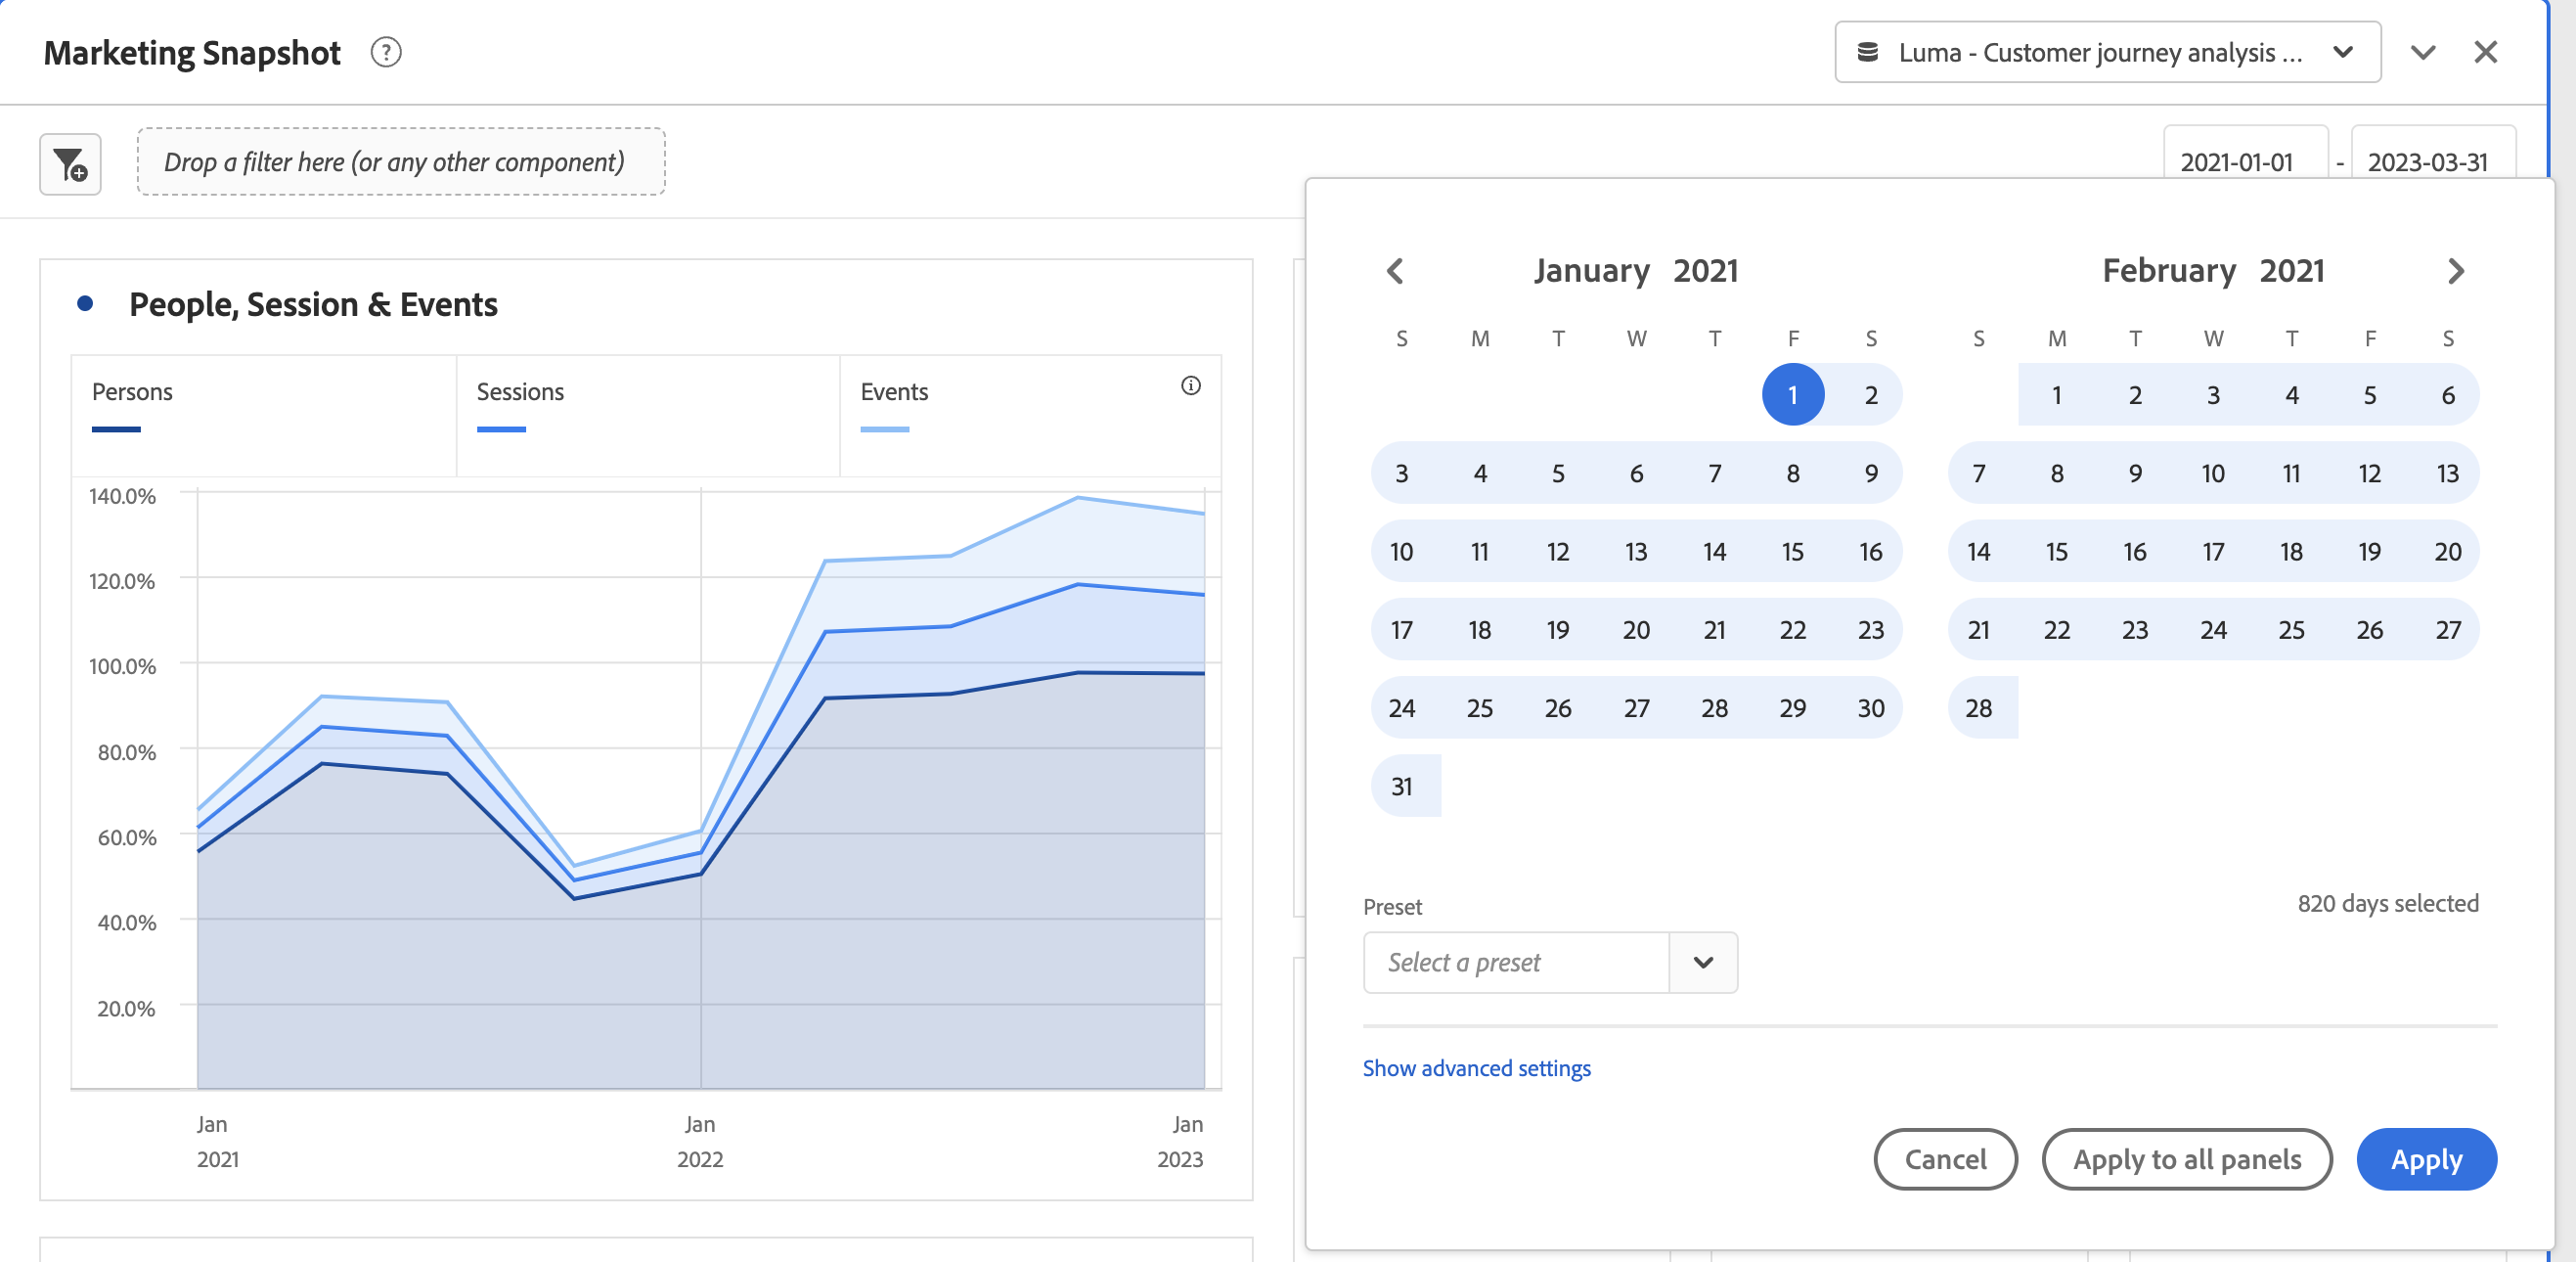 Marketing Snapshot ?
Luma - Customer journey analysis ...
Drop a filter here (or any other component)
2021-01-01 - 2023-03-31
People, Session & Events
Persons Sessions Events
140.0%
120.0%
100.0%
80.0%
60.0%
40.0%
20.0%
Jan Jan Jan
2021 2022 2023
January 2021
S M T W T F S
1 2
3 4 5 6 7 8 9
10 11 12 13 14 15 16
17 18 19 20 21 22 23
24 25 26 27 28 29 30
31
February 2021
S M T W T F S
1 2 3 4 5 6
7 8 9 10 11 12 13
14 15 16 17 18 19 20
21 22 23 24 25 26 27
28
Preset
820 days selected
Select a preset
Show advanced settings
Cancel Apply to all panels Apply